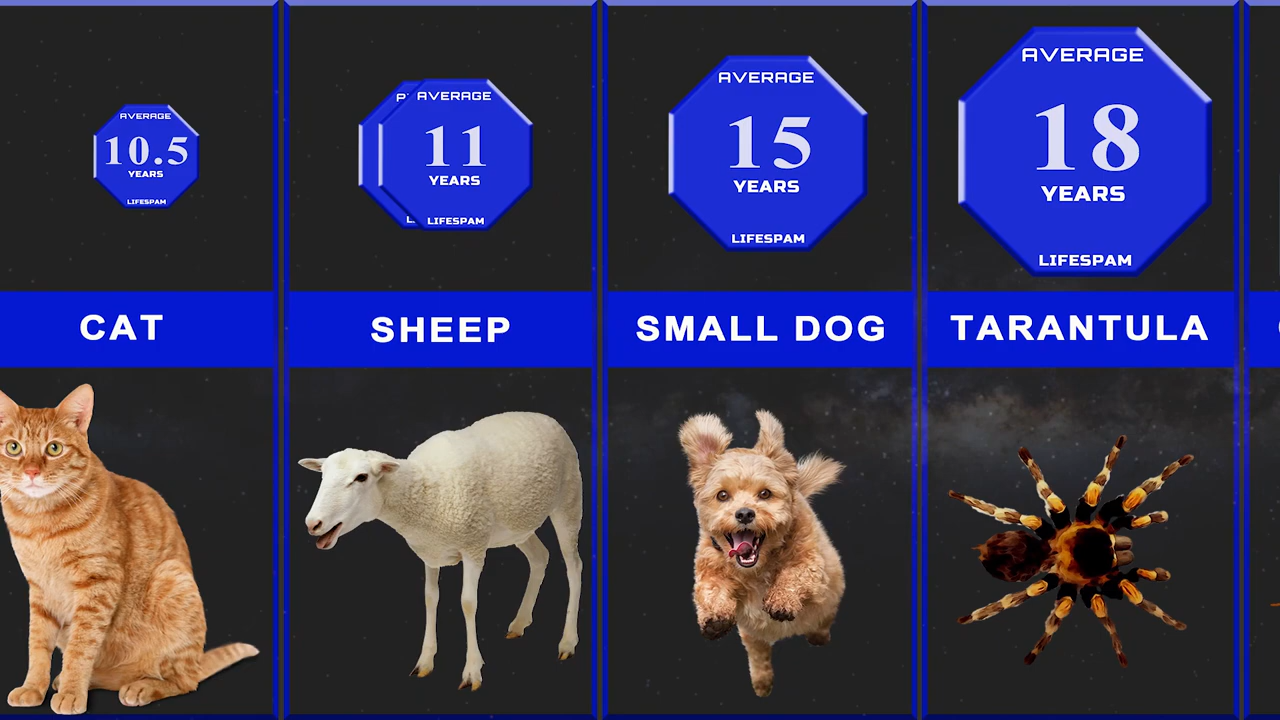 AVERAGE
10.5
YEARS
LIFESPAM
CAT
AVERAGE
11
YEARS
LIFESPAM
SHEEP
AVERAGE
15
YEARS
LIFESPAM
SMALL DOG
AVERAGE
18
YEARS
LIFESPAM
TARANTULA